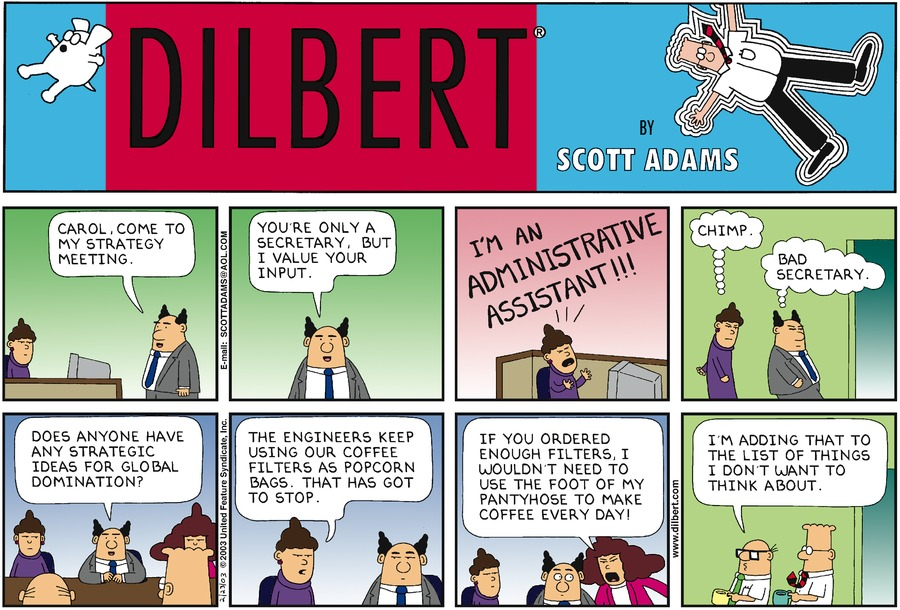 DILBERT®
BY
SCOTT ADAMS
CAROL, COME TO
MY STRATEGY
MEETING.
E-mail: SCOTTADAMS@AOL.COM
YOU'RE ONLY A
SECRETARY, BUT
I VALUE YOUR
INPUT.
I'M AN
ADMINISTRATIVE
ASSISTANT!!!
CHIMP.
BAD
SECRETARY.
DOES ANYONE HAVE
ANY STRATEGIC
IDEAS FOR GLOBAL
DOMINATION?
2/23/03 © 2003 United Feature Syndicate, Inc.
THE ENGINEERS KEEP
USING OUR COFFEE
FILTERS AS POPCORN
BAGS. THAT HAS GOT
TO STOP.
IF YOU ORDERED
ENOUGH FILTERS, I
WOULDN'T NEED TO
USE THE FOOT OF MY
PANTYHOSE TO MAKE
COFFEE EVERY DAY!
www.dilbert.com
I'M ADDING THAT TO
THE LIST OF THINGS
I DON'T WANT TO
THINK ABOUT.